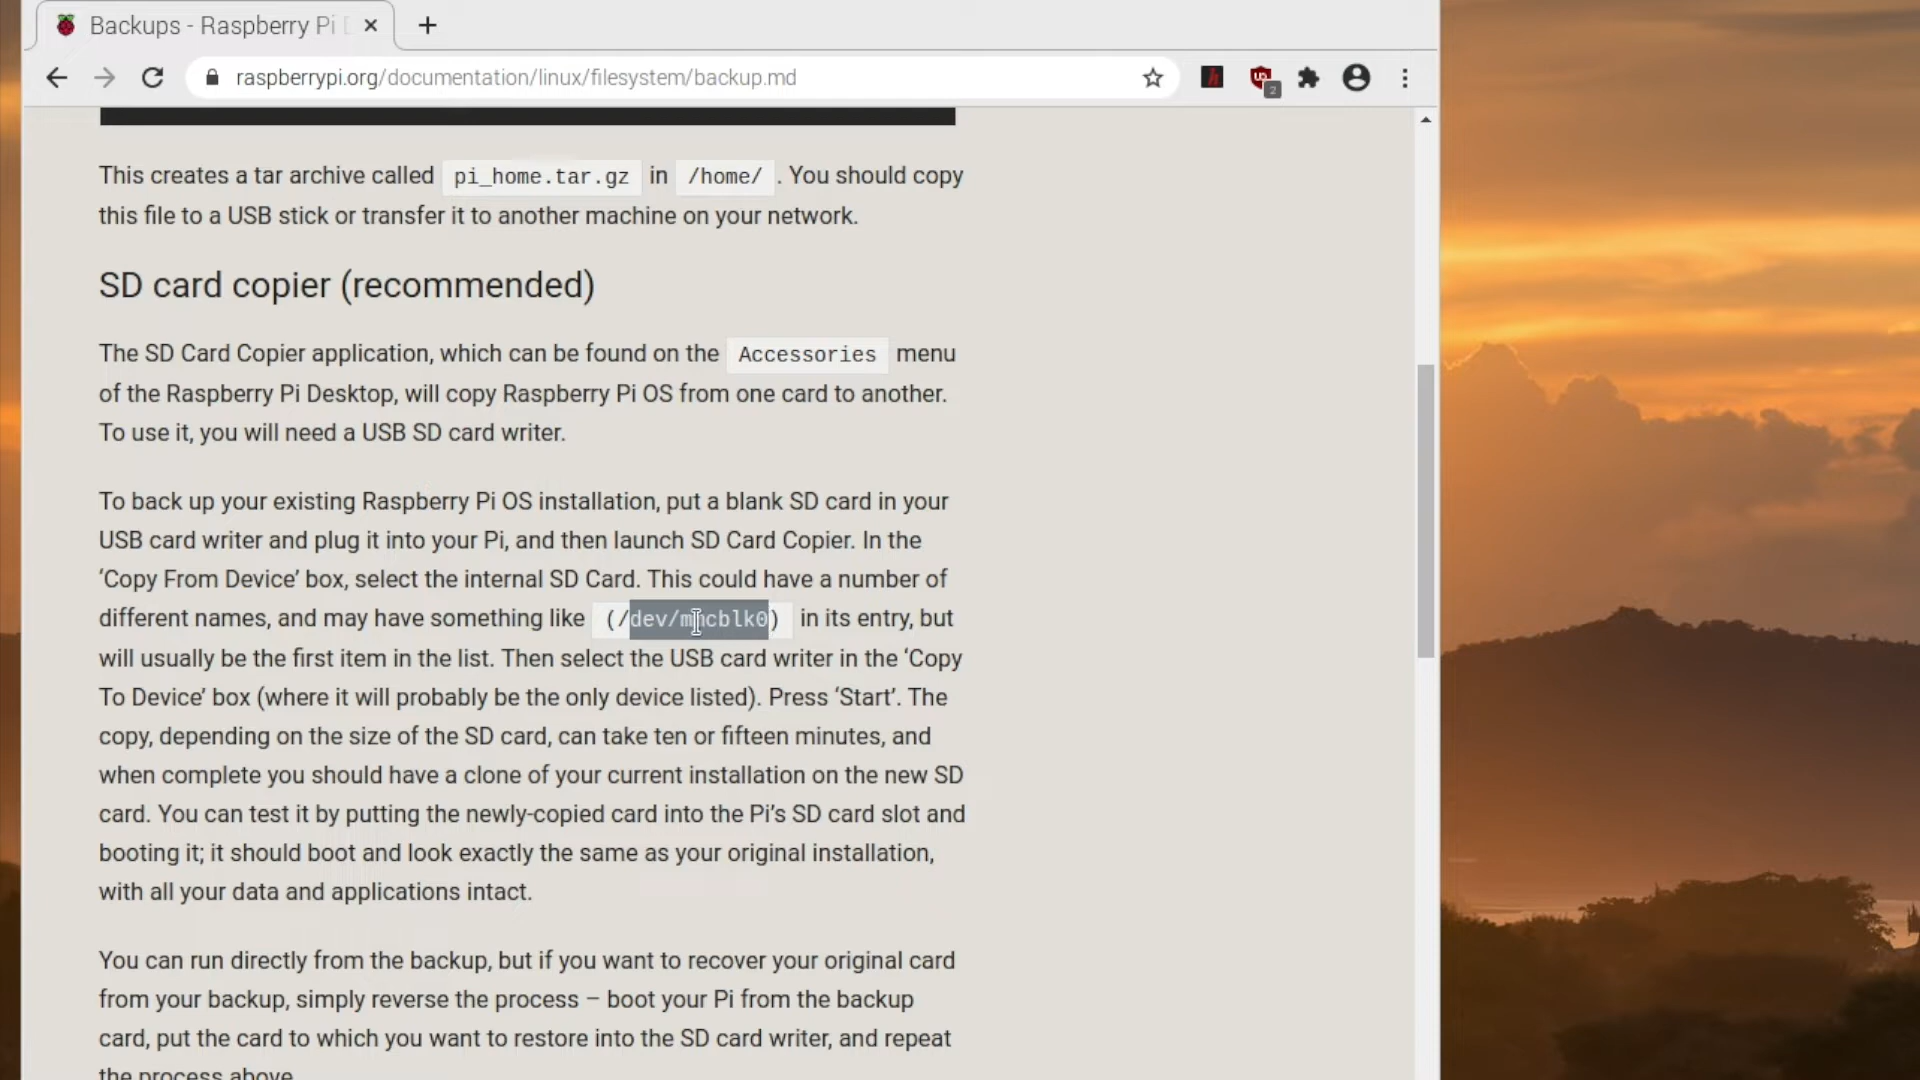 Backups - Raspberry Pi
raspberrypi.org/documentation/linux/filesystem/backup.md
2
This creates a tar archive called pi_home.tar.gz in /home/ . You should copy
this file to a USB stick or transfer it to another machine on your network.
SD card copier (recommended)
The SD Card Copier application, which can be found on the Accessories menu
of the Raspberry Pi Desktop, will copy Raspberry Pi OS from one card to another.
To use it, you will need a USB SD card writer.
To back up your existing Raspberry Pi OS installation, put a blank SD card in your
USB card writer and plug it into your Pi, and then launch SD Card Copier. In the
‘Copy From Device’ box, select the internal SD Card. This could have a number of
different names, and may have something like (/dev/mmcblk0) in its entry, but
will usually be the first item in the list. Then select the USB card writer in the ‘Copy
To Device’ box (where it will probably be the only device listed). Press ‘Start’. The
copy, depending on the size of the SD card, can take ten or fifteen minutes, and
when complete you should have a clone of your current installation on the new SD
card. You can test it by putting the newly-copied card into the Pi’s SD card slot and
booting it; it should boot and look exactly the same as your original installation,
with all your data and applications intact.
You can run directly from the backup, but if you want to recover your original card
from your backup, simply reverse the process – boot your Pi from the backup
card, put the card to which you want to restore into the SD card writer, and repeat
the process above.